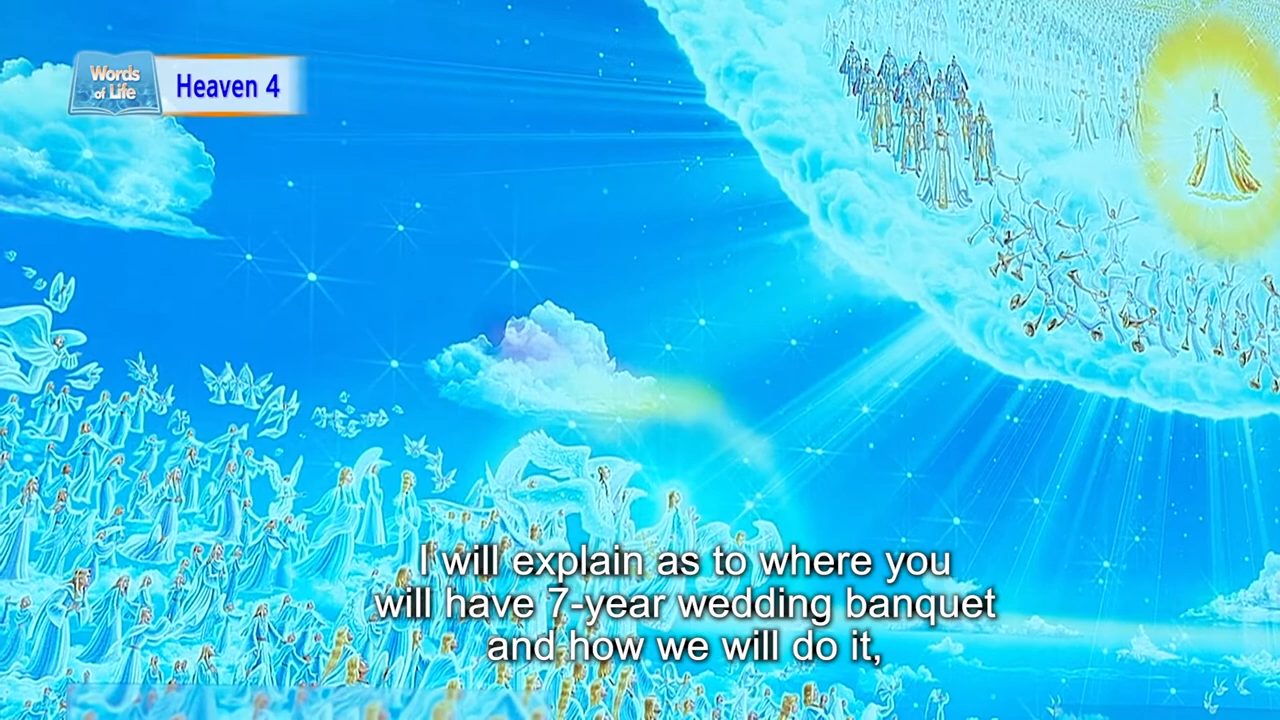 Words
of Life
Heaven 4
I will explain as to where you
will have 7-year wedding banquet
and how we will do it,